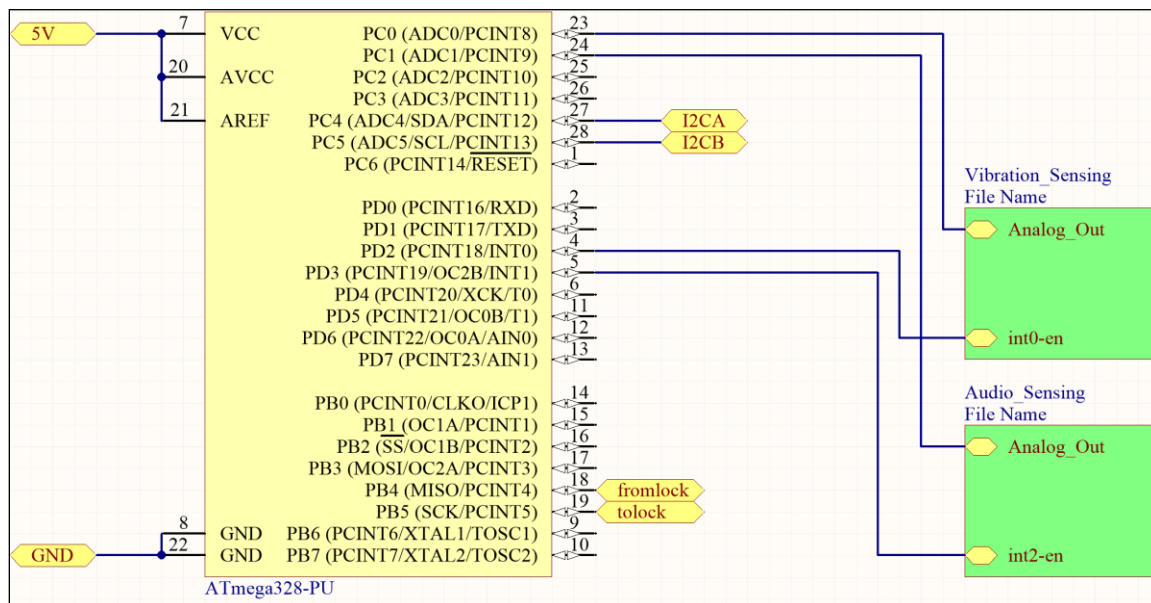 5V
7
VCC
20
AVCC
21
AREF
PC0 (ADC0/PCINT8)
23
PC1 (ADC1/PCINT9)
24
PC2 (ADC2/PCINT10)
25
PC3 (ADC3/PCINT11)
26
PC4 (ADC4/SDA/PCINT12)
27
I2CA
PC5 (ADC5/SCL/PCINT13)
28
I2CB
PC6 (PCINT14/RESET)
1
PD0 (PCINT16/RXD)
2
PD1 (PCINT17/TXD)
3
PD2 (PCINT18/INT0)
4
PD3 (PCINT19/OC2B/INT1)
5
PD4 (PCINT20/XCK/T0)
6
PD5 (PCINT21/OC0B/T1)
11
PD6 (PCINT22/OC0A/AIN0)
12
PD7 (PCINT23/AIN1)
13
PB0 (PCINT0/CLKO/ICP1)
14
PB1 (OC1A/PCINT1)
15
PB2 (SS/OC1B/PCINT2)
16
PB3 (MOSI/OC2A/PCINT3)
17
PB4 (MISO/PCINT4)
18
fromlock
PB5 (SCK/PCINT5)
19
tolock
8
GND
PB6 (PCINT6/XTAL1/TOSC1)
9
GND
22
GND
PB7 (PCINT7/XTAL2/TOSC2)
10
ATmega328-PU
Vibration_Sensing
File Name
Analog_Out
int0-en
Audio_Sensing
File Name
Analog_Out
int2-en